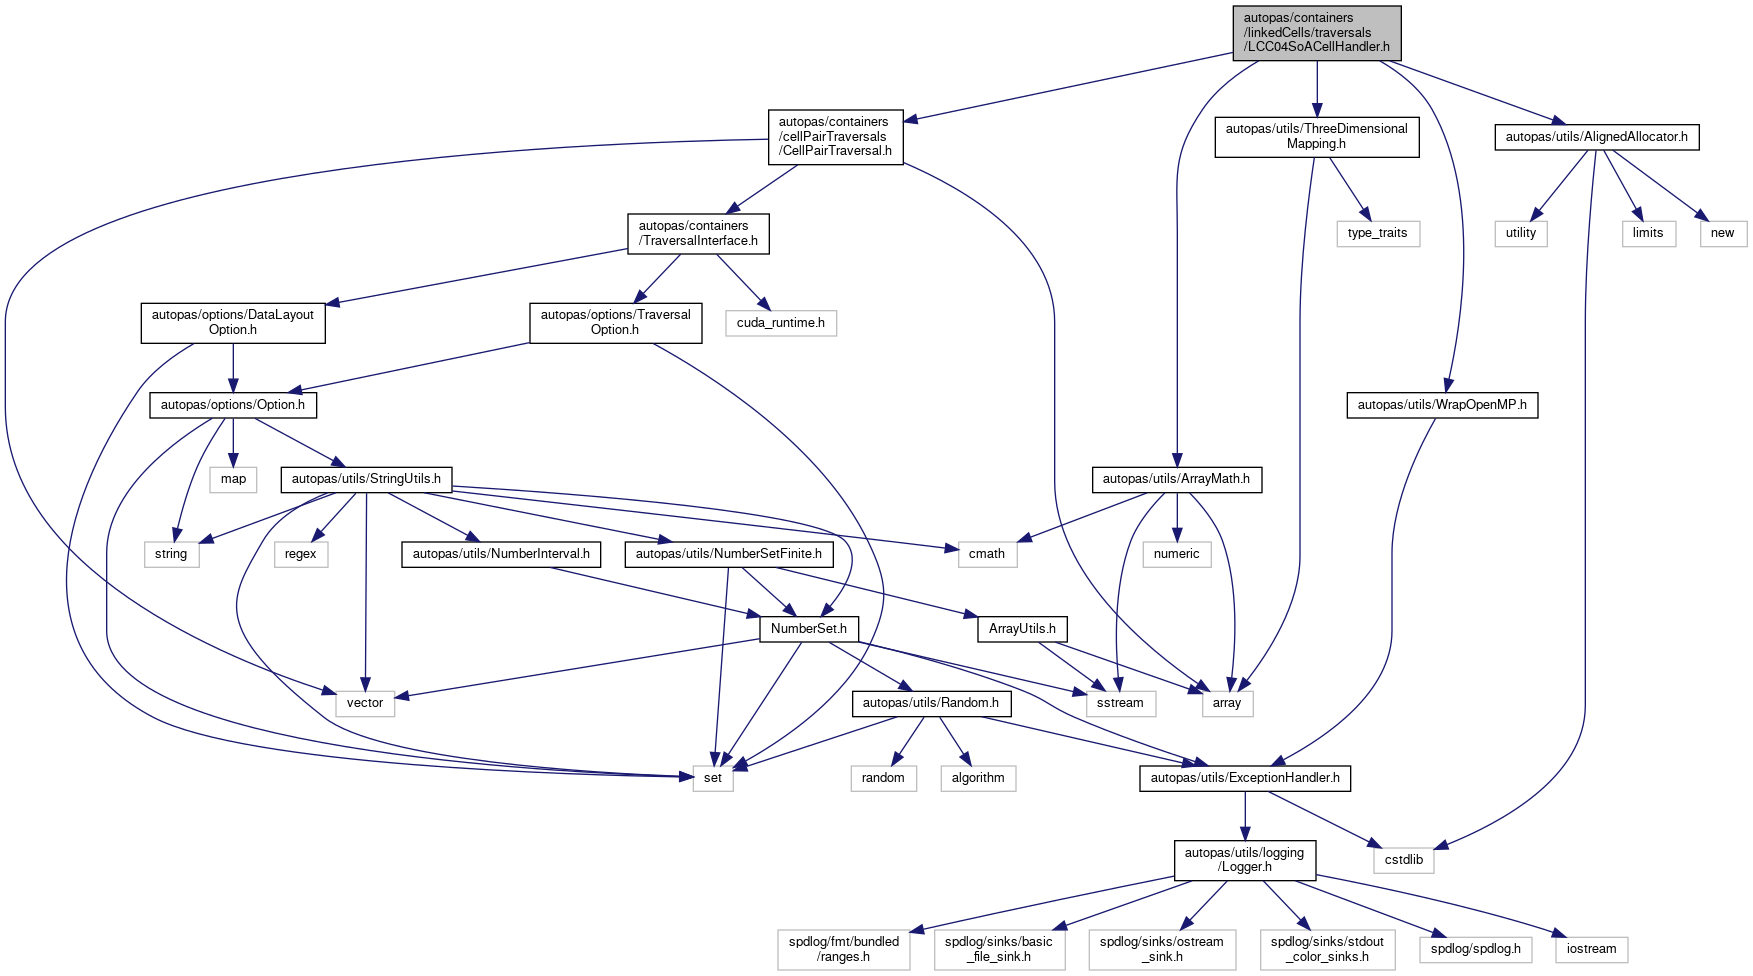 autopas/containers
/linkedCells/traversals
/LCC04SoACellHandler.h
autopas/containers
/cellPairTraversals
/CellPairTraversal.h
autopas/utils/ThreeDimensional
Mapping.h
autopas/utils/AlignedAllocator.h
autopas/containers
/TraversalInterface.h
type_traits
utility
limits
new
autopas/options/DataLayout
Option.h
autopas/options/Traversal
Option.h
cuda_runtime.h
autopas/options/Option.h
autopas/utils/WrapOpenMP.h
map
autopas/utils/StringUtils.h
autopas/utils/ArrayMath.h
string
regex
autopas/utils/NumberInterval.h
autopas/utils/NumberSetFinite.h
cmath
numeric
NumberSet.h
ArrayUtils.h
vector
autopas/utils/Random.h
sstream
array
set
random
algorithm
autopas/utils/ExceptionHandler.h
autopas/utils/logging
/Logger.h
cstdlib
spdlog/fmt/bundled
/ranges.h
spdlog/sinks/basic
_file_sink.h
spdlog/sinks/ostream
_sink.h
spdlog/sinks/stdout
_color_sinks.h
spdlog/spdlog.h
iostream